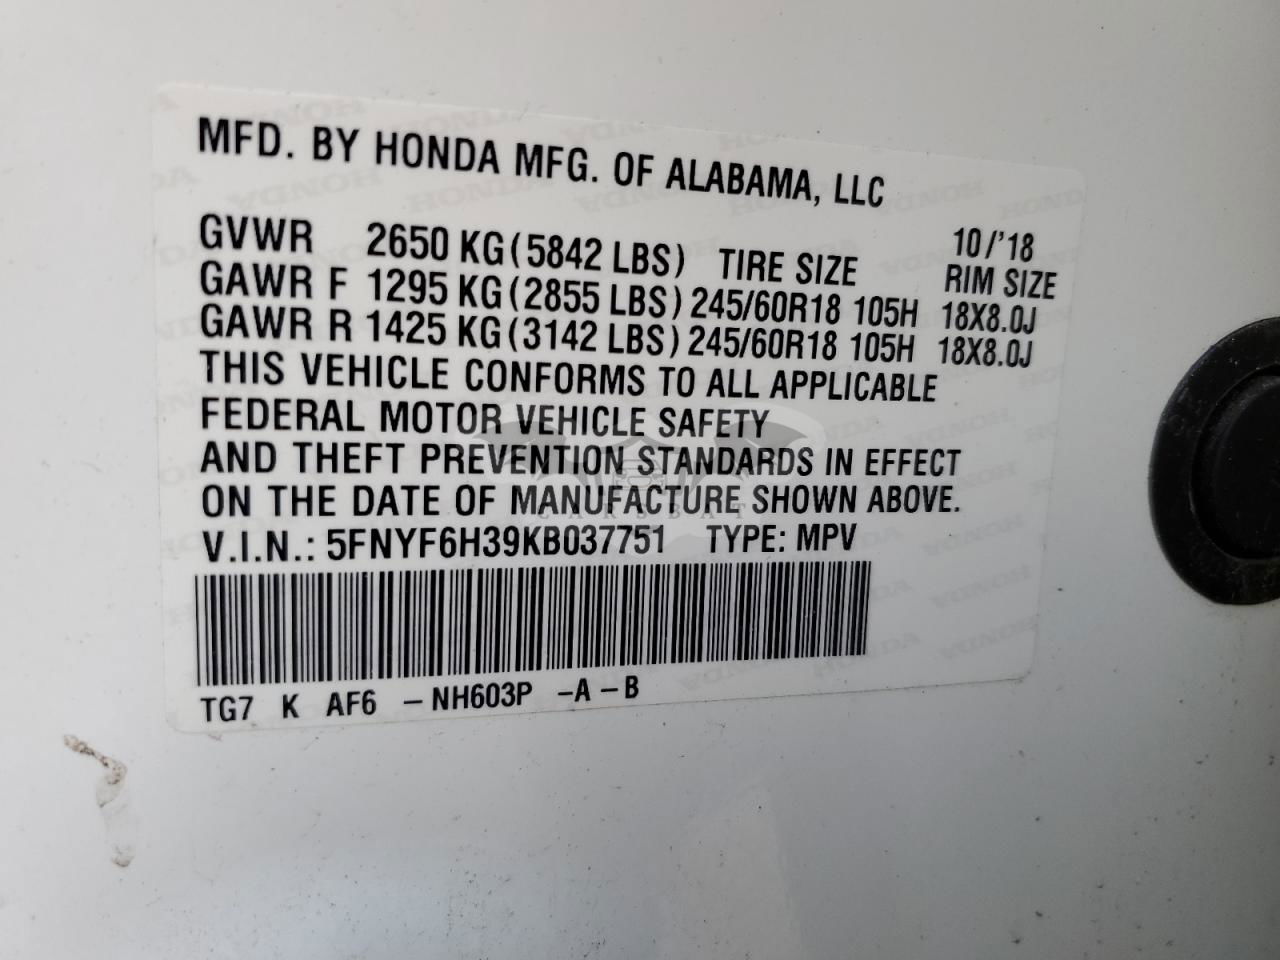 MFD. BY HONDA MFG. OF ALABAMA, LLC
10/'18
GVWR 2650 KG (5842 LBS) TIRE SIZE RIM SIZE
GAWR F 1295 KG (2855 LBS) 245/60R18 105H 18X8.0J
GAWR R 1425 KG (3142 LBS) 245/60R18 105H 18X8.0J
THIS VEHICLE CONFORMS TO ALL APPLICABLE
FEDERAL MOTOR VEHICLE SAFETY
AND THEFT PREVENTION STANDARDS IN EFFECT
ON THE DATE OF MANUFACTURE SHOWN ABOVE.
CARSBAT
V.I.N.: 5FNYF6H39KB037751 TYPE: MPV
TG7 K AF6 – NH603P – A – B